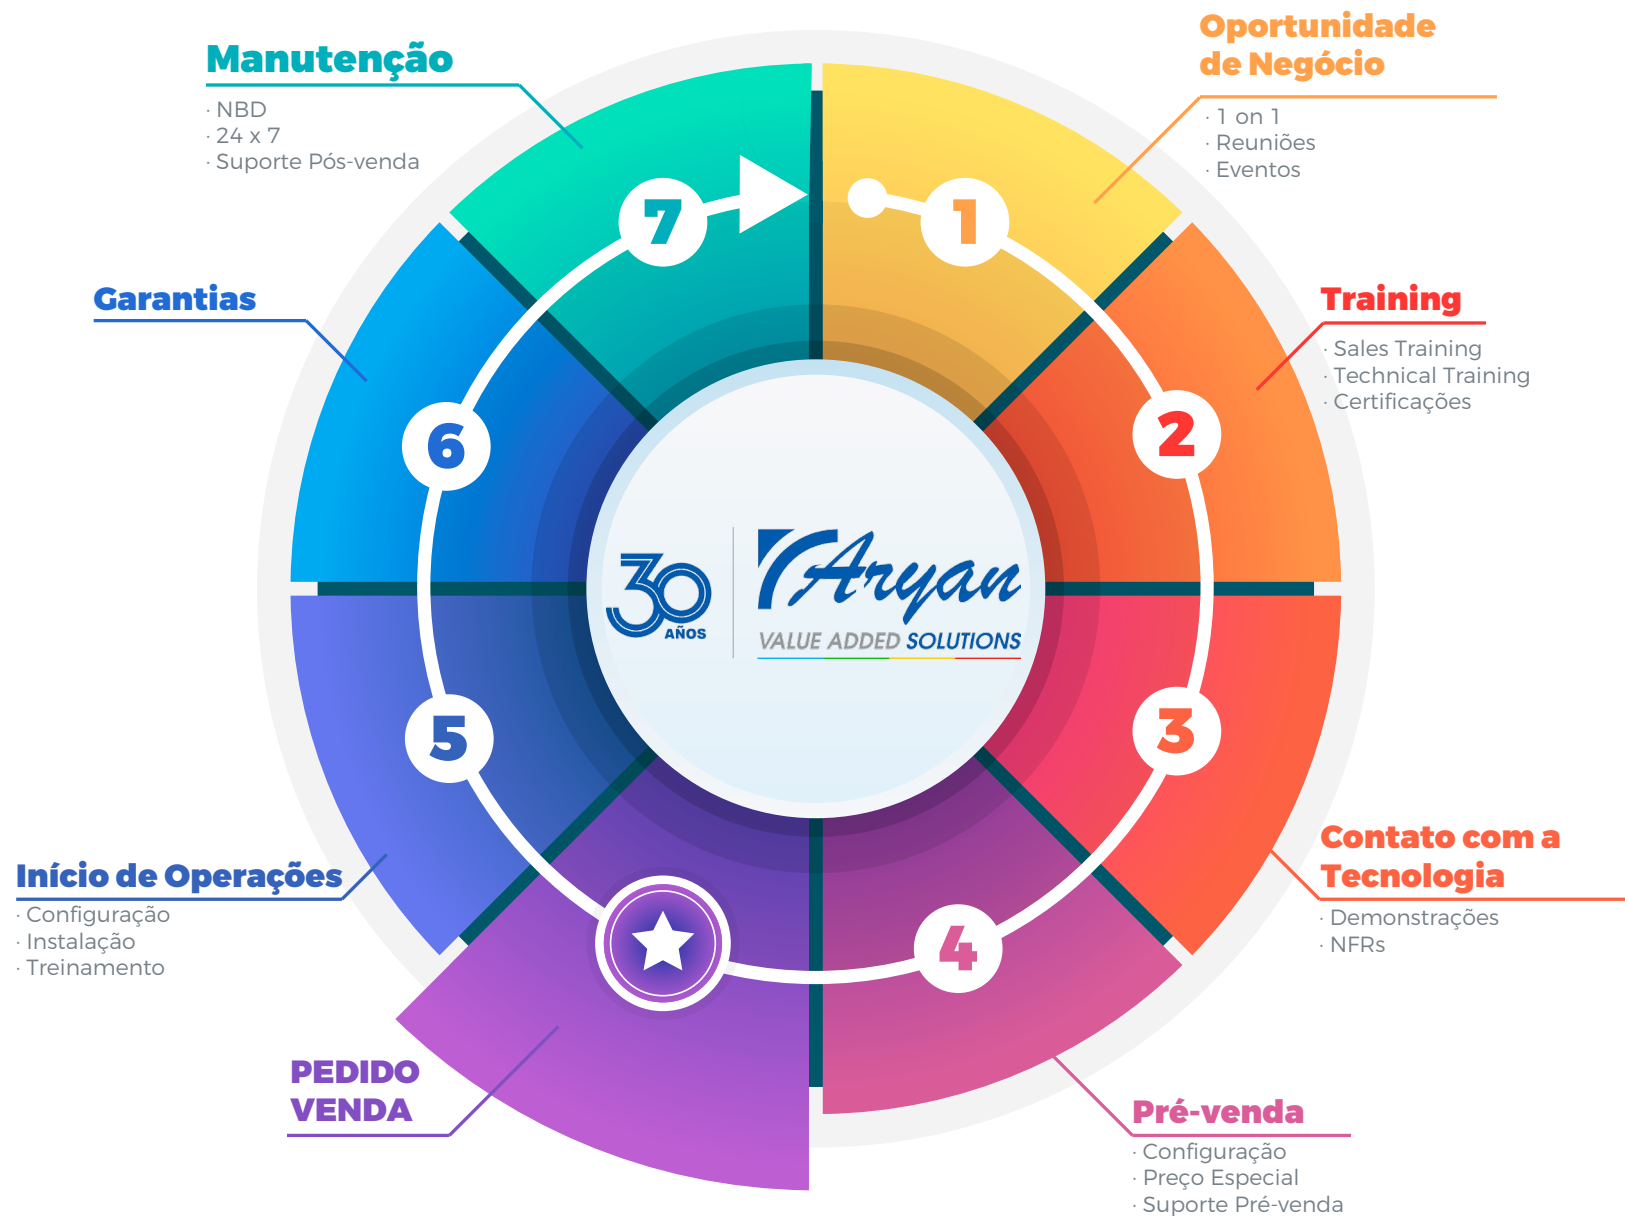 Oportunidade
de Negócio
· 1 on 1
· Reuniões
· Eventos
1
Training
· Sales Training
· Technical Training
· Certificações
2
Contato com a
Tecnologia
· Demonstrações
· NFRs
3
Pré-venda
· Configuração
· Preço Especial
· Suporte Pré-venda
4
PEDIDO
VENDA
Início de Operações
· Configuração
· Instalação
· Treinamento
5
Garantias
6
Manutenção
· NBD
· 24 x 7
· Suporte Pós-venda
7
30
AÑOS
Aryan
VALUE ADDED SOLUTIONS